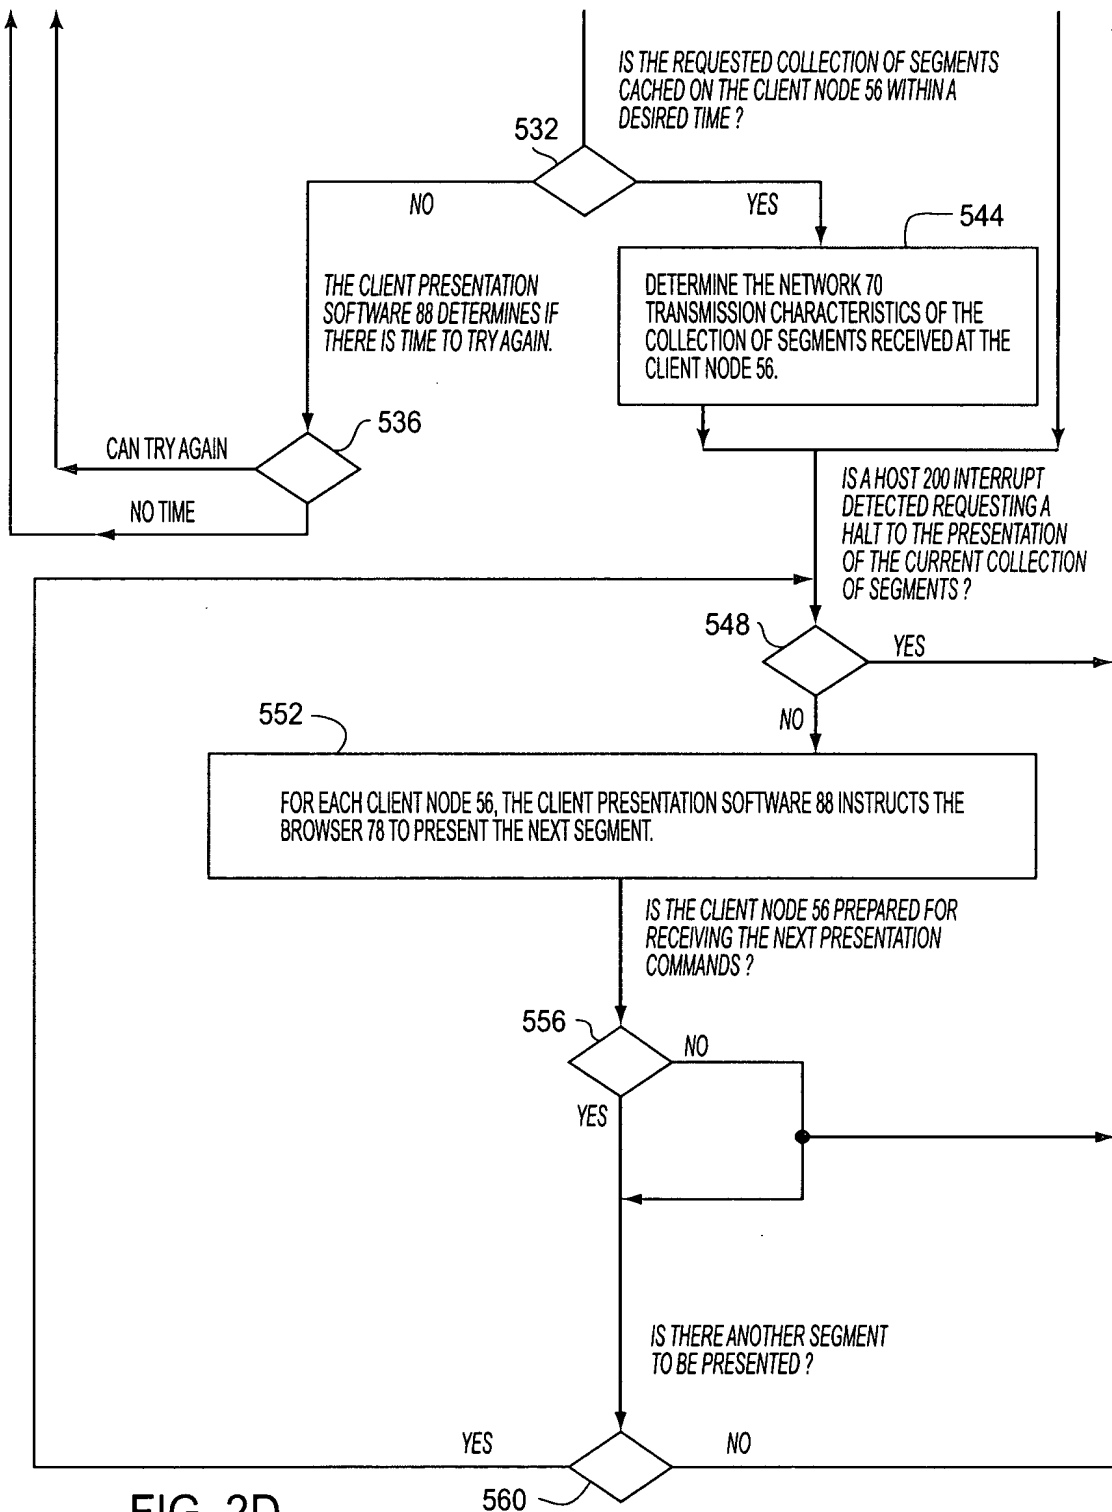 IS THE REQUESTED COLLECTION OF SEGMENTS
CACHED ON THE CLIENT NODE 56 WITHIN A
DESIRED TIME ?
532
NO
YES
544
THE CLIENT PRESENTATION
SOFTWARE 88 DETERMINES IF
THERE IS TIME TO TRY AGAIN.
DETERMINE THE NETWORK 70
TRANSMISSION CHARACTERISTICS OF THE
COLLECTION OF SEGMENTS RECEIVED AT THE
CLIENT NODE 56.
536
CAN TRY AGAIN
NO TIME
IS A HOST 200 INTERRUPT
DETECTED REQUESTING A
HALT TO THE PRESENTATION
OF THE CURRENT COLLECTION
OF SEGMENTS ?
548
YES
NO
552
FOR EACH CLIENT NODE 56, THE CLIENT PRESENTATION SOFTWARE 88 INSTRUCTS THE
BROWSER 78 TO PRESENT THE NEXT SEGMENT.
IS THE CLIENT NODE 56 PREPARED FOR
RECEIVING THE NEXT PRESENTATION
COMMANDS ?
556
NO
YES
IS THERE ANOTHER SEGMENT
TO BE PRESENTED ?
YES
NO
560
FIG. 2D